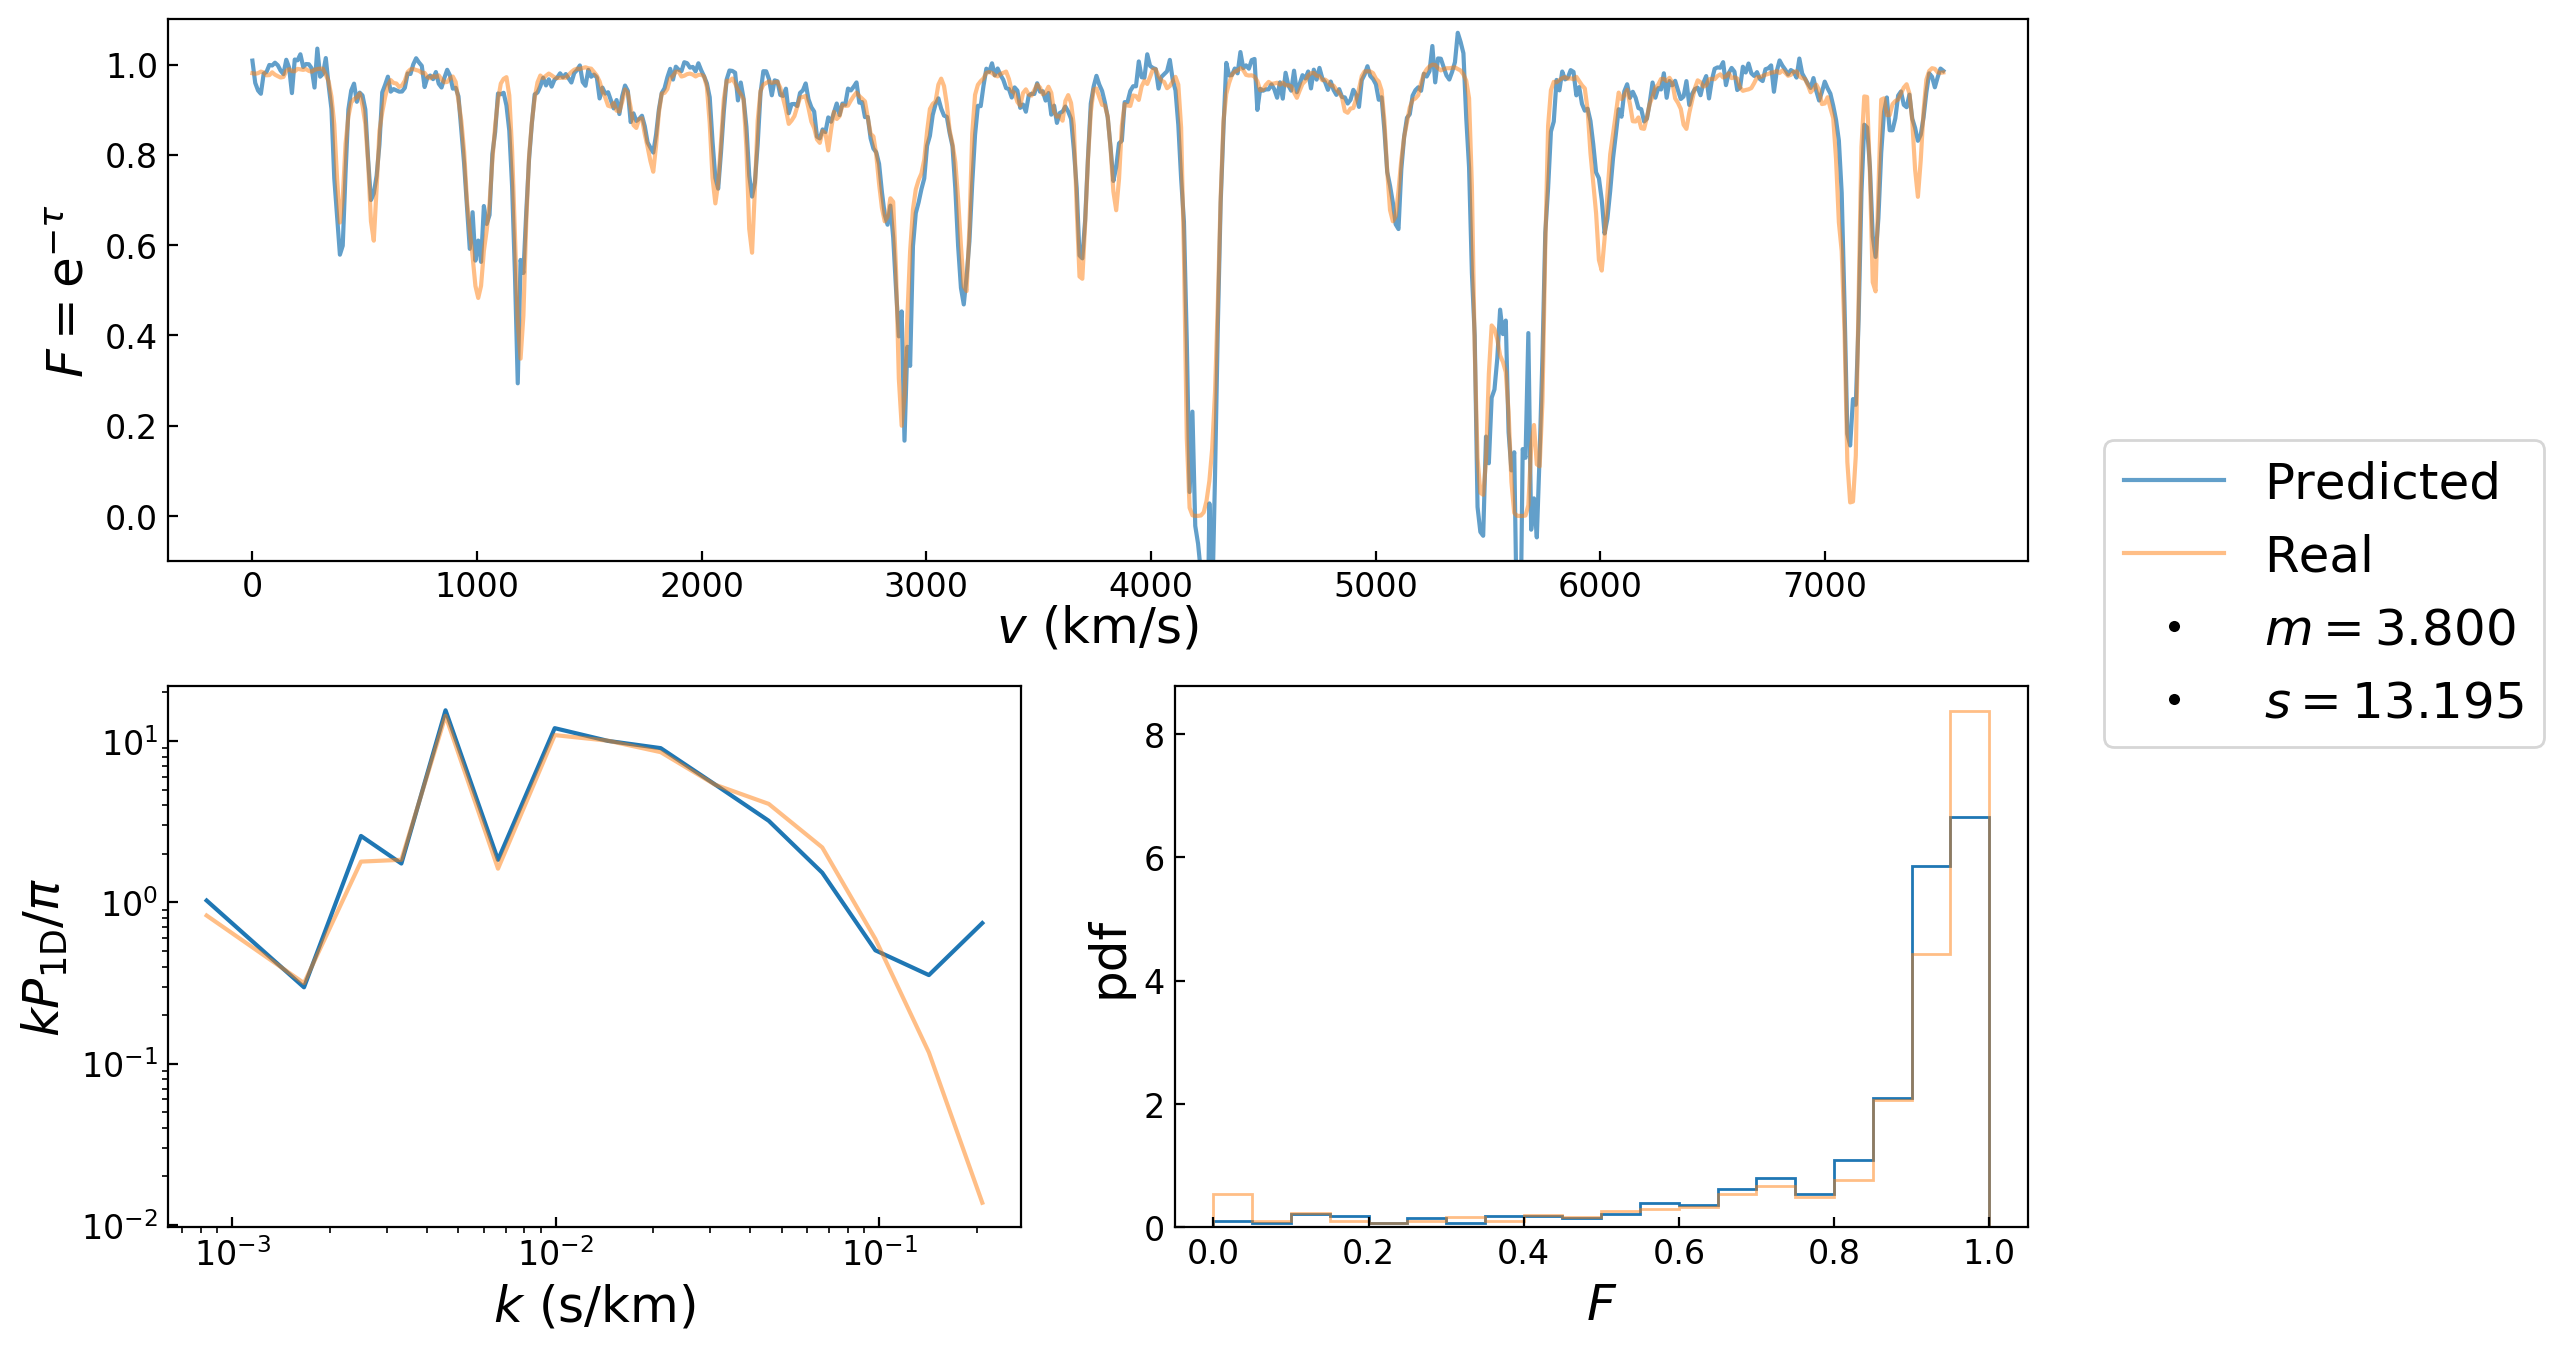 1.0
0.8
0.6
0.4
0.2
0.0
F = e^{-τ}
0 1000 2000 3000 4000 5000 6000 7000
v (km/s)
Predicted
Real
m = 3.800
s = 13.195
10^1
10^0
10^{-1}
10^{-2}
kP_{1D}/π
10^{-3} 10^{-2} 10^{-1}
k (s/km)
8
6
4
2
0
pdf
0.0 0.2 0.4 0.6 0.8 1.0
F